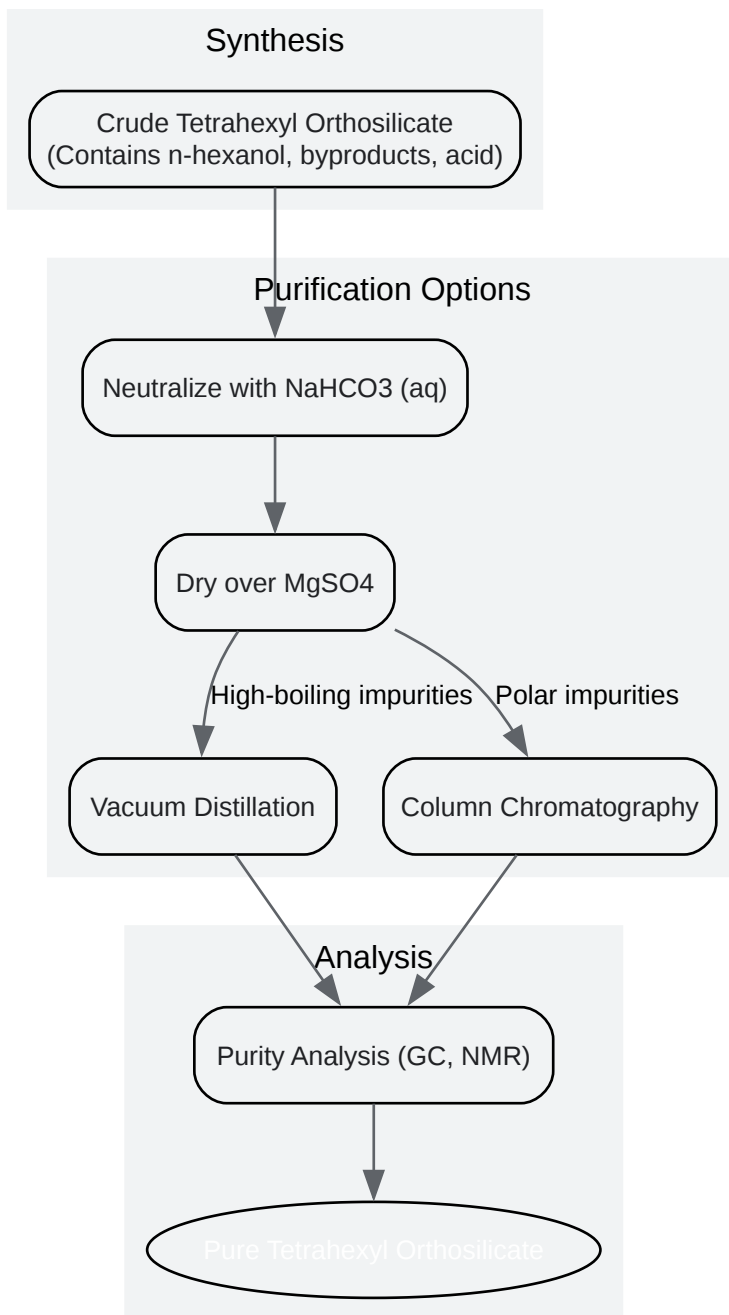 Synthesis
Crude Tetrahexyl Orthosilicate
(Contains n-hexanol, byproducts, acid)
Purification Options
Neutralize with NaHCO3 (aq)
Dry over MgSO4
High-boiling impurities
Polar impurities
Vacuum Distillation
Column Chromatography
Analysis
Purity Analysis (GC, NMR)
Pure Tetrahexyl Orthosilicate